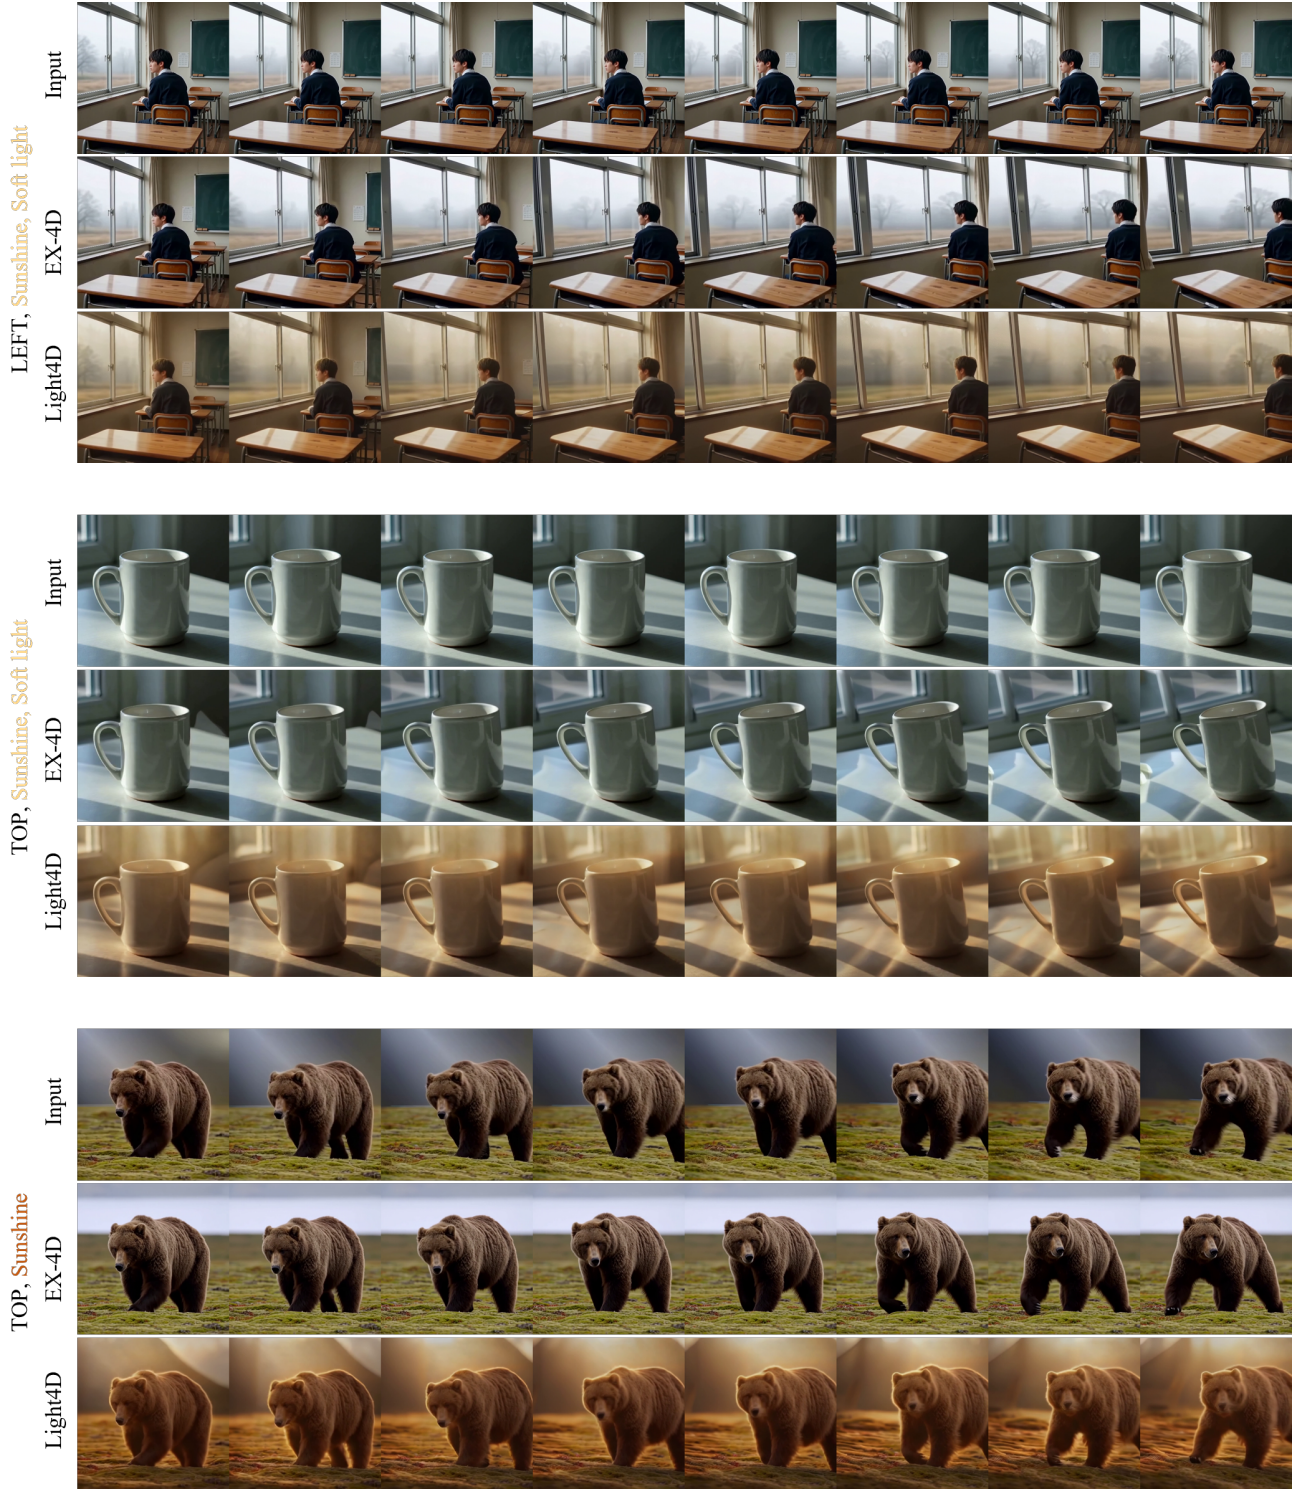 LEFT, Sunshine, Soft light
Input
EX-4D
Light4D
TOP, Sunshine, Soft light
Input
EX-4D
Light4D
TOP, Sunshine
Input
EX-4D
Light4D